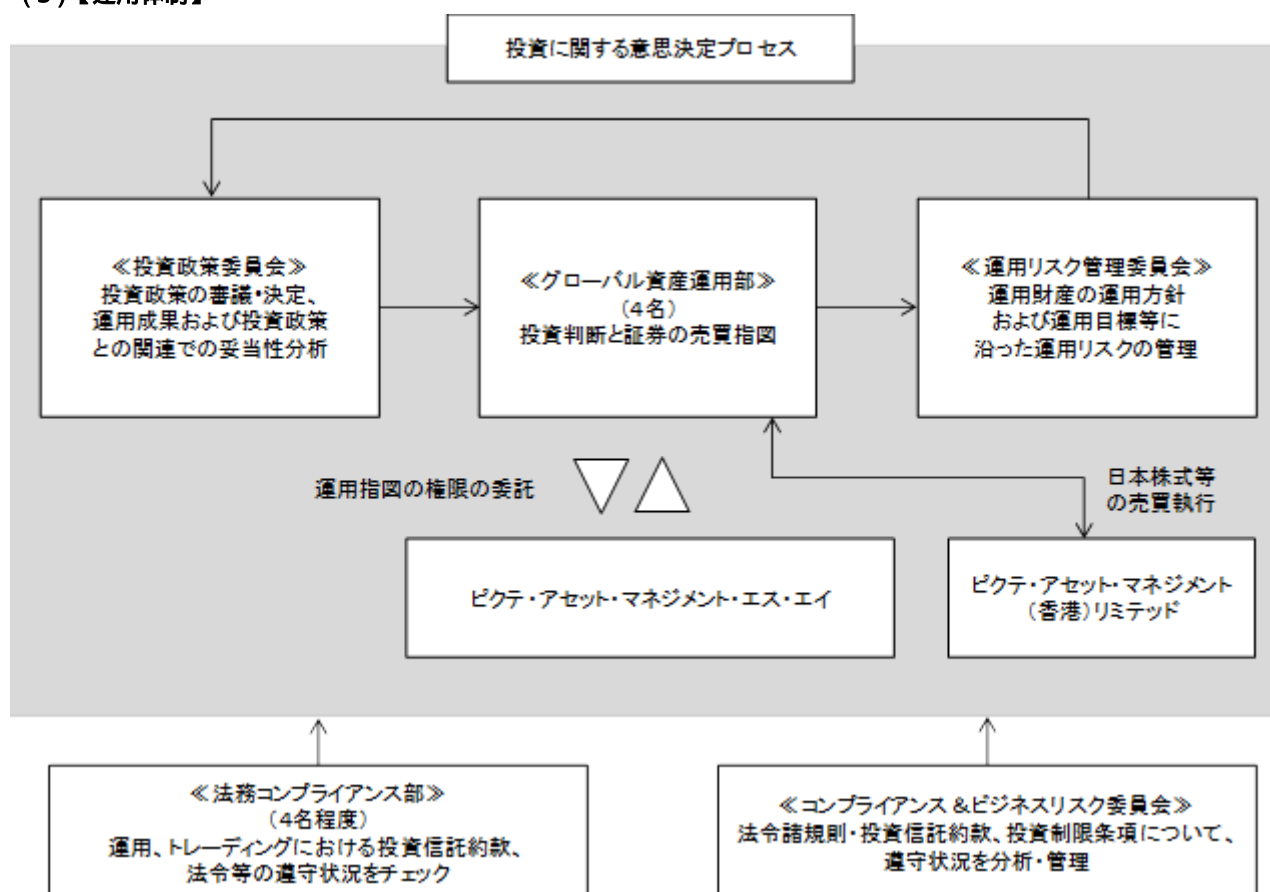 (3)【運用体制】
投資に関する意思決定プロセス
≪投資政策委員会≫
投資政策の審議・決定、
運用成果および投資政策
との関連での妥当性分析
≪グローバル資産運用部≫
(4名)
投資判断と証券の売買指図
≪運用リスク管理委員会≫
運用財産の運用方針
および運用目標等に
沿った運用リスクの管理
運用指図の権限の委託
日本株式等
の売買執行
ピクテ・アセット・マネジメント・エス・エイ
ピクテ・アセット・マネジメント
(香港)リミテッド
≪法務コンプライアンス部≫
(4名程度)
運用、トレーディングにおける投資信託約款、
法令等の遵守状況をチェック
≪コンプライアンス&ビジネスリスク委員会≫
法令諸規則・投資信託約款、投資制限条項について、
遵守状況を分析・管理